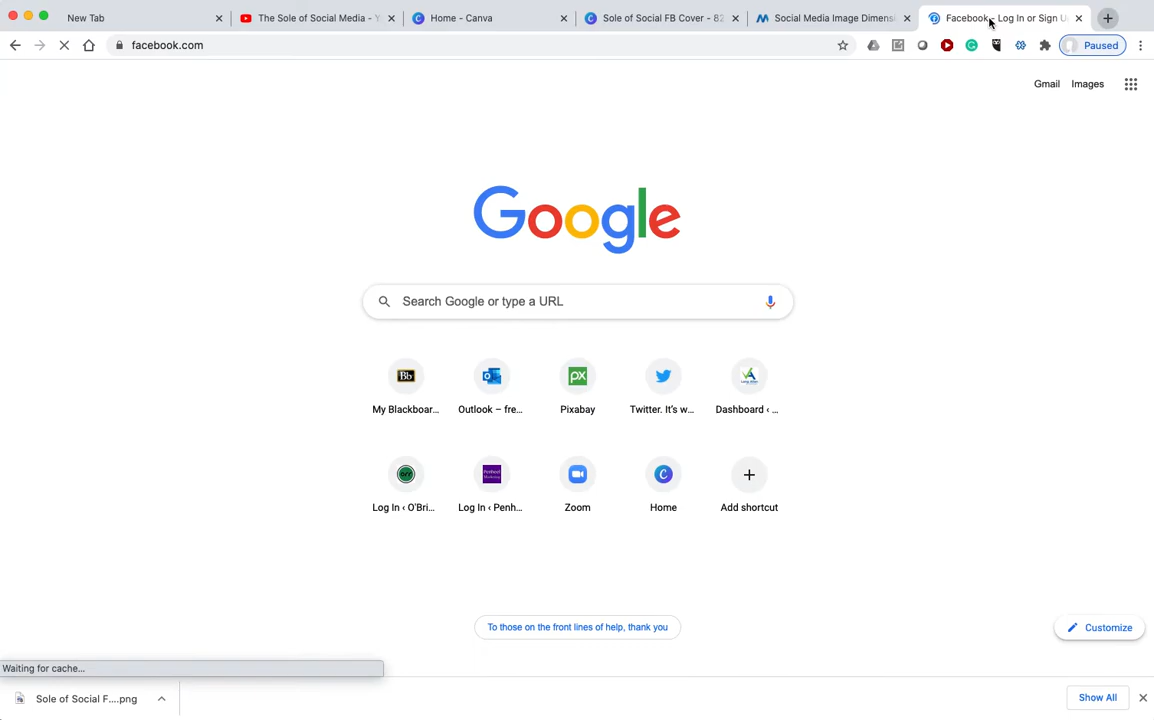 New Tab
The Sole of Social Media - Y
Home - Canva
Sole of Social FB Cover - 82
Social Media Image Dimensi
Facebook - Log In or Sign U
facebook.com
Paused
Gmail
Images
Google
Search Google or type a URL
Bb
px
My Blackboar...
Outlook – fre...
Pixabay
Twitter. It's w...
Dashboard ‹ ...
Log In ‹ O'Bri...
Log In ‹ Penh...
Zoom
Home
Add shortcut
To those on the front lines of help, thank you
Customize
Waiting for cache...
Sole of Social F....png
Show All